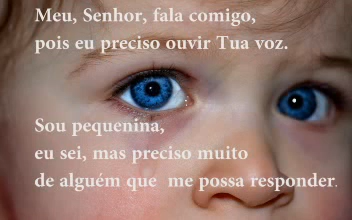 Meu, Senhor, fala comigo,
pois eu preciso ouvir Tua voz.
Sou pequenina,
eu sei, mas preciso muito
de alguém que me possa responder.